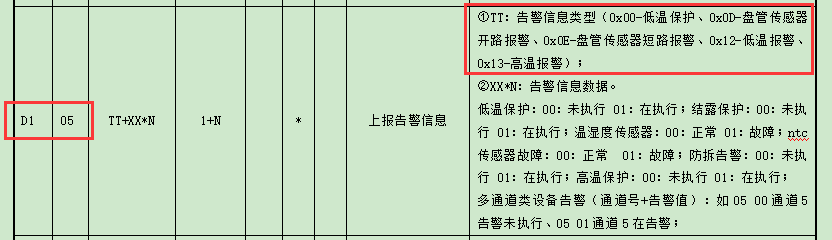 D1 05 TT+XX*N 1+N * 上报告警信息
①TT: 告警信息类型（0x00-低温保护、0x0D-盘管传感器
开路报警、0x0E-盘管传感器短路报警、0x12-低温报警、
0x13-高温报警）;
②XX*N: 告警信息数据。
低温保护: 00: 未执行 01: 在执行; 结露保护: 00: 未执
行 01: 在执行; 温湿度传感器: 00: 正常 01: 故障; ntc
传感器故障: 00: 正常 01: 故障; 防拆告警: 00: 未执
行 01: 在执行; 高温保护: 00: 未执行 01: 在执行;
多通道类设备告警（通道号+告警值）: 如 05 00 通道 5
告警未执行、05 01 通道 5 在告警;